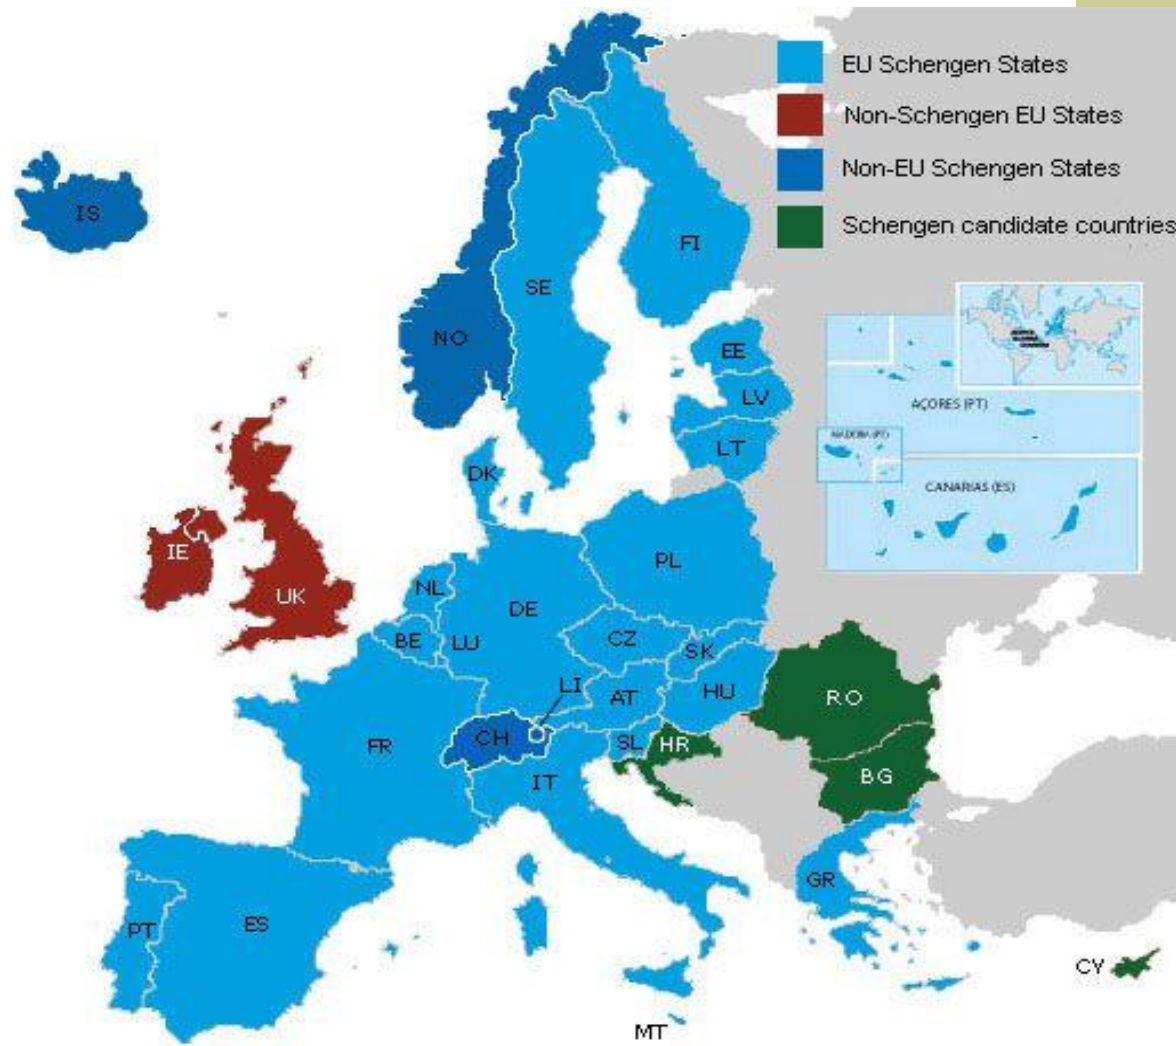 EU Schengen States
Non-Schengen EU States
Non-EU Schengen States
Schengen candidate countries
IS
FI
SE
NO
EE
LV
LT
DK
AÇORES (PT)
MADEIRA (PT)
CANARIAS (ES)
IE
UK
NL
DE
PL
BE
LU
CZ
SK
LI
AT
HU
RO
FR
CH
SL
HR
IT
BG
GR
PT
ES
CY
MT